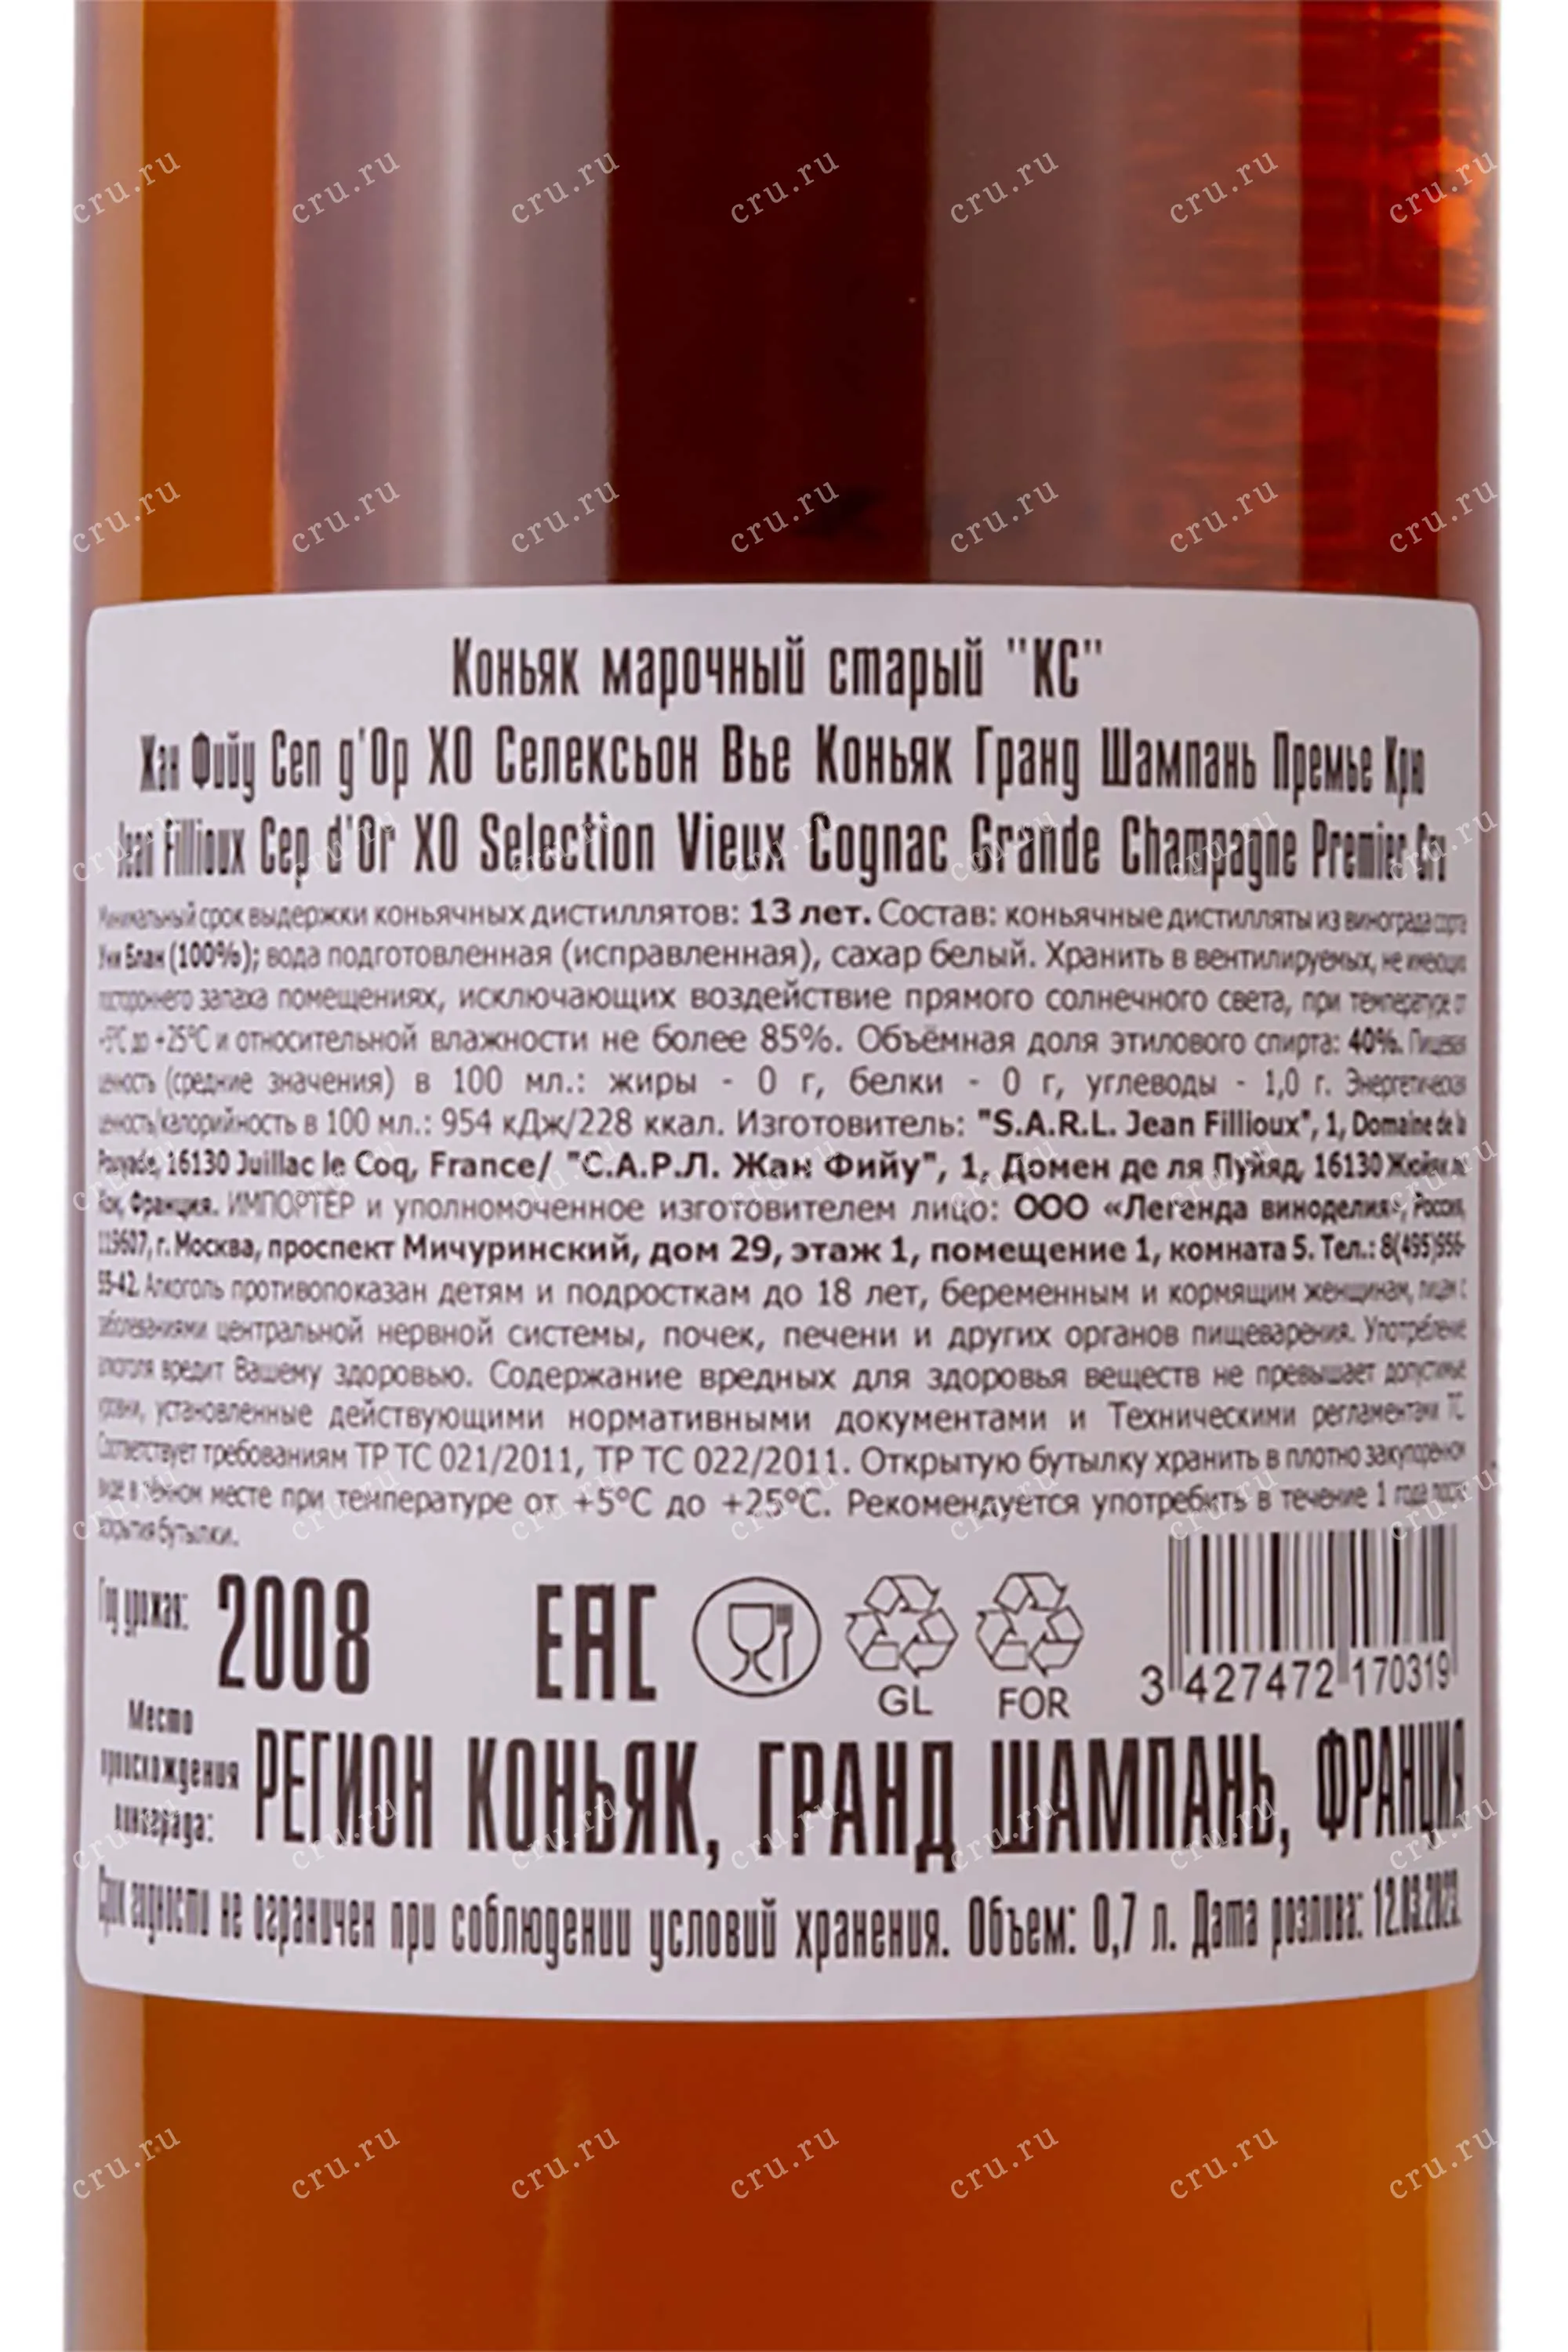 Коньяк марочный старый "КС"
Жан Фийу Сеп д'Ор ХО Селексьон Вье Коньяк Гранд Шампань Премье Крю
Jean Fillioux Cep d'Or XO Selection Vieux Cognac Grande Champagne Premier Cru
Минимальный срок выдержки коньячных дистиллятов: 13 лет. Состав: коньячные дистилляты из винограда сорта
Уни Блан (100%); вода подготовленная (исправленная), сахар белый. Хранить в вентилируемых, не имеющих
постороннего запаха помещениях, исключающих воздействие прямого солнечного света, при температуре от
+5°C до +25°C и относительной влажности не более 85%. Объёмная доля этилового спирта: 40%. Пищевая
ценность (средние значения) в 100 мл.: жиры - 0 г, белки - 0 г, углеводы - 1,0 г. Энергетическая
ценность/калорийность в 100 мл.: 954 кДж/228 ккал. Изготовитель: "S.A.R.L. Jean Fillioux", 1, Domaine de la
Pouyade, 16130 Juillac le Coq, France/ "С.А.Р.Л. Жан Фийу", 1, Домен де ля Пуйяд, 16130 Жюйяк ле
Кок, Франция. ИМПОРТЕР и уполномоченное изготовителем лицо: ООО «Легенда виноделия», Россия,
119607, г. Москва, проспект Мичуринский, дом 29, этаж 1, помещение 1, комната 5. Тел.: 8(495)956-
55-42. Алкоголь противопоказан детям и подросткам до 18 лет, беременным и кормящим женщинам, лицам с
заболеваниями центральной нервной системы, почек, печени и других органов пищеварения. Употребление
алкоголя вредит Вашему здоровью. Содержание вредных для здоровья веществ не превышает допустимые
уровни, установленные действующими нормативными документами и Техническими регламентами ТС.
Соответствует требованиям ТР ТС 021/2011, ТР ТС 022/2011. Открытую бутылку хранить в плотно закупоренном
виде в тёмном месте при температуре от +5°C до +25°C. Рекомендуется употребить в течение 1 года после
вскрытия бутылки.
Год урожая: 2008
ЕАС
GL
FOR
3 427472 170319
Место
происхождения
винограда:
РЕГИОН КОНЬЯК, ГРАНД ШАМПАНЬ, ФРАНЦИЯ
Срок годности не ограничен при соблюдении условий хранения. Объем: 0,7 л. Дата розлива: 12.03.2023.
cru.ru